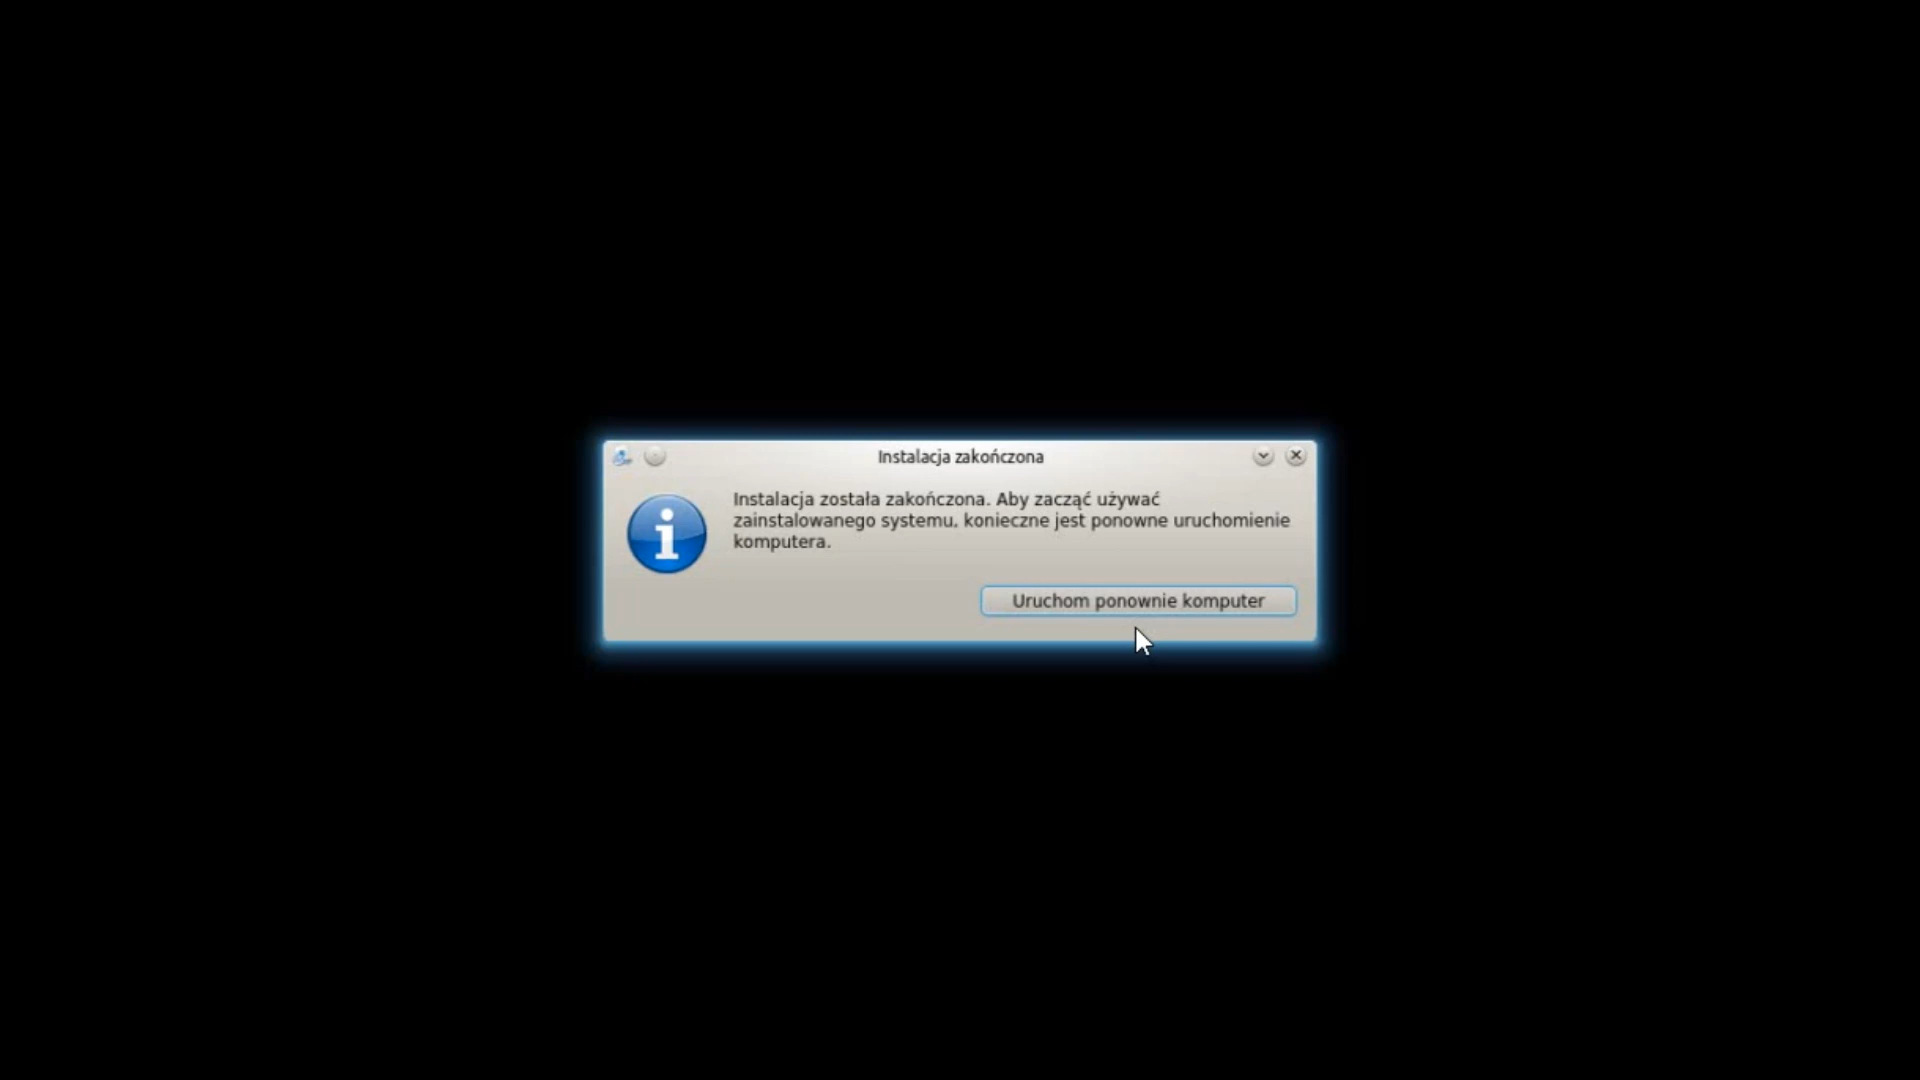 Instalacja zakończona
Instalacja została zakończona. Aby zacząć używać
zainstalowanego systemu, konieczne jest ponowne uruchomienie
komputera.
Uruchom ponownie komputer